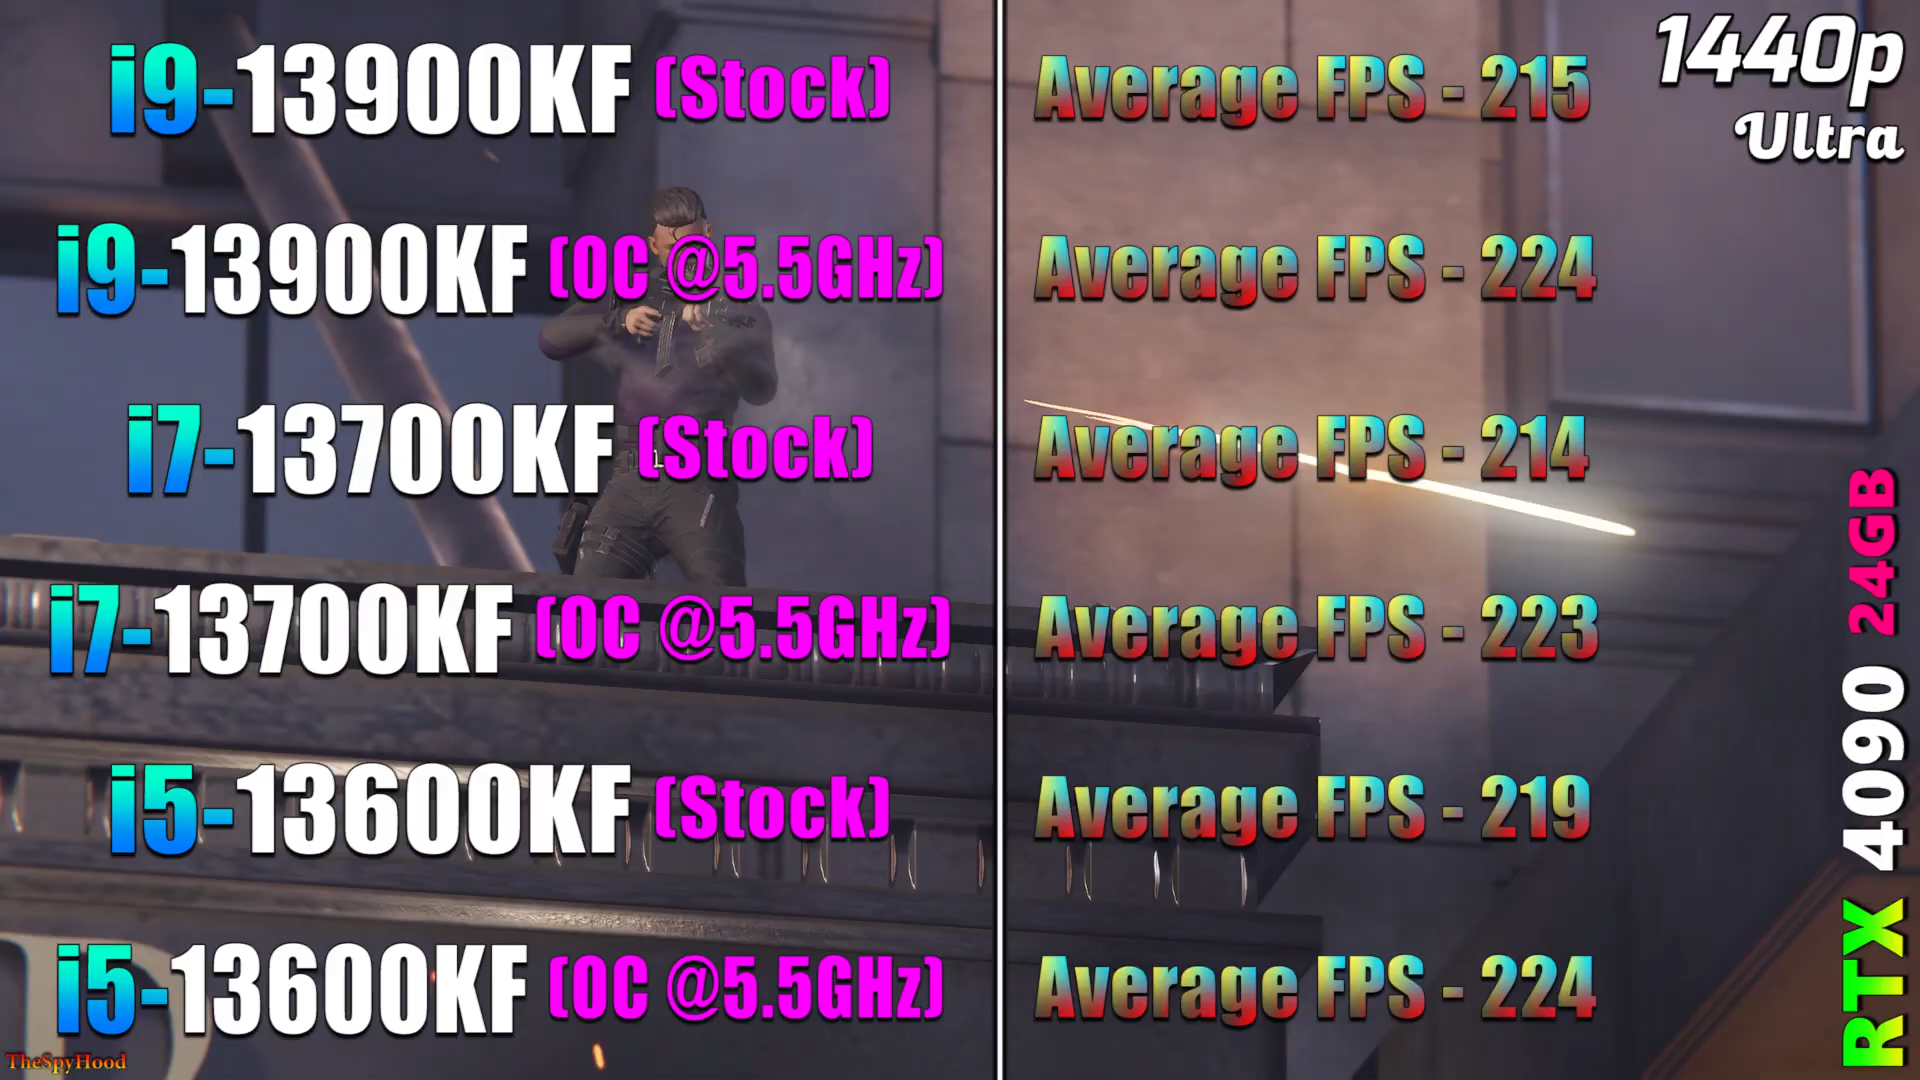 i9-13900KF (Stock) Average FPS - 215
1440p
Ultra
i9-13900KF (OC @5.5GHz) Average FPS - 224
i7-13700KF (Stock) Average FPS - 214
i7-13700KF (OC @5.5GHz) Average FPS - 223
i5-13600KF (Stock) Average FPS - 219
i5-13600KF (OC @5.5GHz) Average FPS - 224
RTX 4090 24GB
TheSpyHood